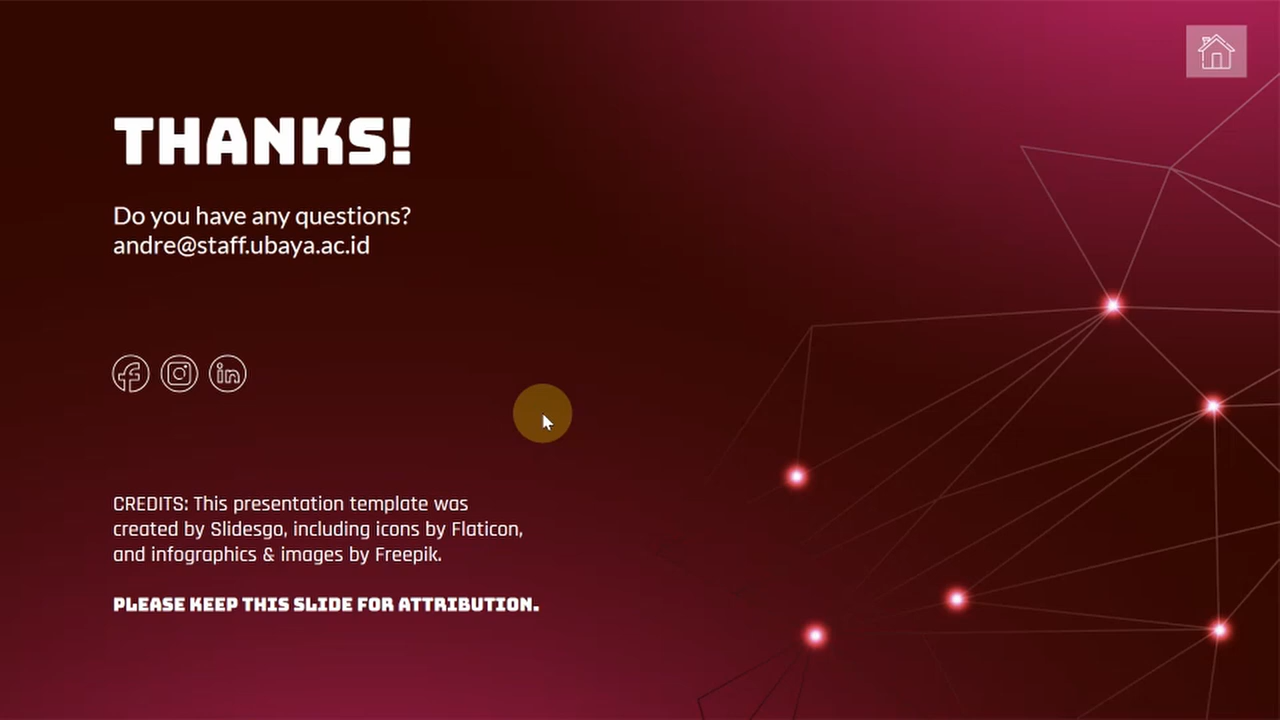 THANKS!
Do you have any questions?
andre@staff.ubaya.ac.id
CREDITS: This presentation template was
created by Slidesgo, including icons by Flaticon,
and infographics & images by Freepik.
PLEASE KEEP THIS SLIDE FOR ATTRIBUTION.